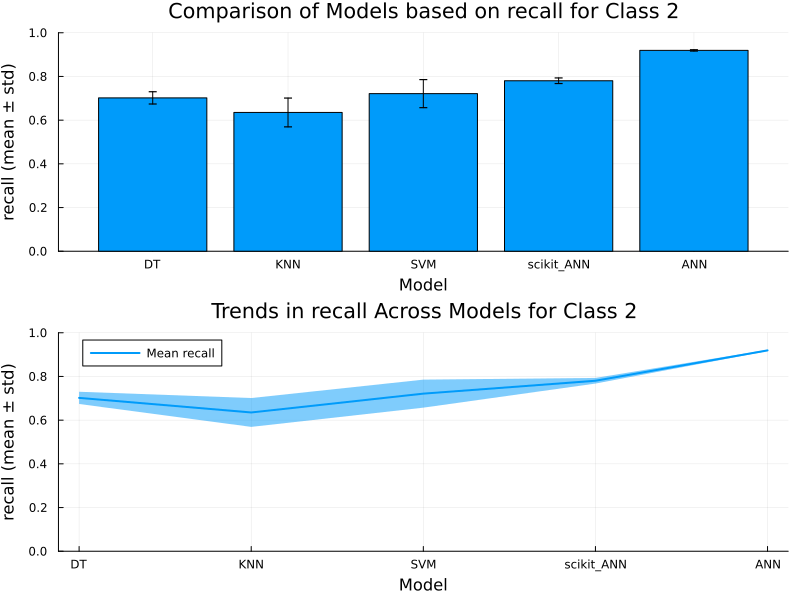 Comparison of Models based on recall for Class 2
recall (mean ± std)
1.0
0.8
0.6
0.4
0.2
0.0
DT KNN SVM scikit_ANN ANN
Model
Trends in recall Across Models for Class 2
recall (mean ± std)
1.0
Mean recall
0.8
0.6
0.4
0.2
0.0
DT KNN SVM scikit_ANN ANN
Model